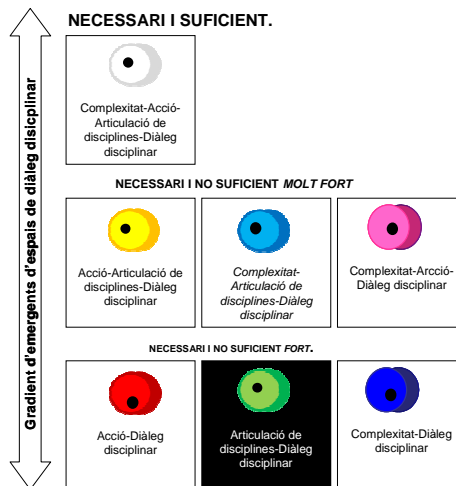 NECESSARI I SUFICIENT.
Gradient d'emergents d'espais de diàleg disicplinar
Complexitat-Acció-
Articulació de
disciplines-Diàleg
disciplinar
NECESSARI I NO SUFICIENT MOLT FORT
Acció-Articulació de
disciplines-Diàleg
disciplinar
Complexitat-
Articulació de
disciplines-Diàleg
disciplinar
Complexitat-Arcció-
Diàleg disciplinar
NECESSARI I NO SUFICIENT FORT.
Acció-Diàleg
disciplinar
Articulació de
disciplines-Diàleg
disciplinar
Complexitat-Diàleg
disciplinar